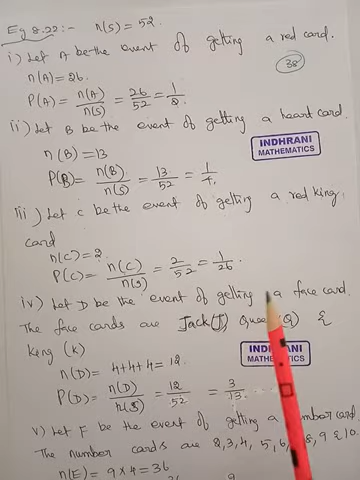 Eg 8.22:- n(S) = 52.
i) Let A be the event of getting a red card.
n(A) = 26.
38
P(A) = n(A)/n(S) = 26/52 = 1/2.
ii) Let B be the event of getting a heart card.
n(B) = 13
INDHRANI
MATHEMATICS
P(B) = n(B)/n(S) = 13/52 = 1/4.
iii) Let C be the event of getting a red king
card
n(C) = 2.
P(C) = n(C)/n(S) = 2/52 = 1/26.
iv) Let D be the event of getting a face card
The face cards are Jack(J), Queen(Q) &
King (K)
INDHRANI
MATHEMATICS
n(D) = 4+4+4 = 12.
P(D) = n(D)/n(S) = 12/52 = 3/13.
v) Let F be the event of getting a number card.
The number cards are 2,3,4, 5, 6, 8, 9 & 10.
n(E) = 9 x 4 = 36